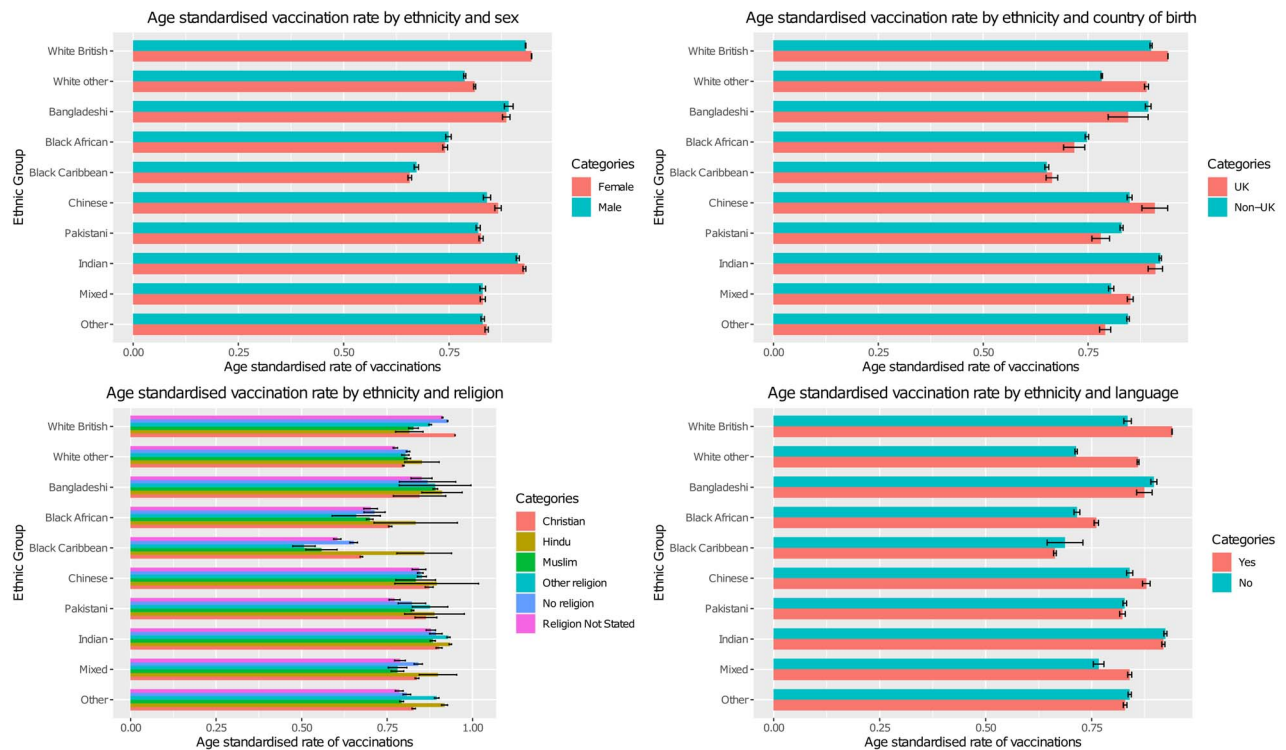 Age standardised vaccination rate by ethnicity and sex
White British
White other
Bangladeshi
Black African
Black Caribbean
Chinese
Pakistani
Indian
Mixed
Other
Ethnic Group
0.00 0.25 0.50 0.75
Age standardised rate of vaccinations
Categories
Female
Male
Age standardised vaccination rate by ethnicity and country of birth
White British
White other
Bangladeshi
Black African
Black Caribbean
Chinese
Pakistani
Indian
Mixed
Other
Ethnic Group
0.00 0.25 0.50 0.75
Age standardised rate of vaccinations
Categories
UK
Non-UK
Age standardised vaccination rate by ethnicity and religion
White British
White other
Bangladeshi
Black African
Black Caribbean
Chinese
Pakistani
Indian
Mixed
Other
Ethnic Group
0.00 0.25 0.50 0.75 1.00
Age standardised rate of vaccinations
Categories
Christian
Hindu
Muslim
Other religion
No religion
Religion Not Stated
Age standardised vaccination rate by ethnicity and language
White British
White other
Bangladeshi
Black African
Black Caribbean
Chinese
Pakistani
Indian
Mixed
Other
Ethnic Group
0.00 0.25 0.50 0.75
Age standardised rate of vaccinations
Categories
Yes
No